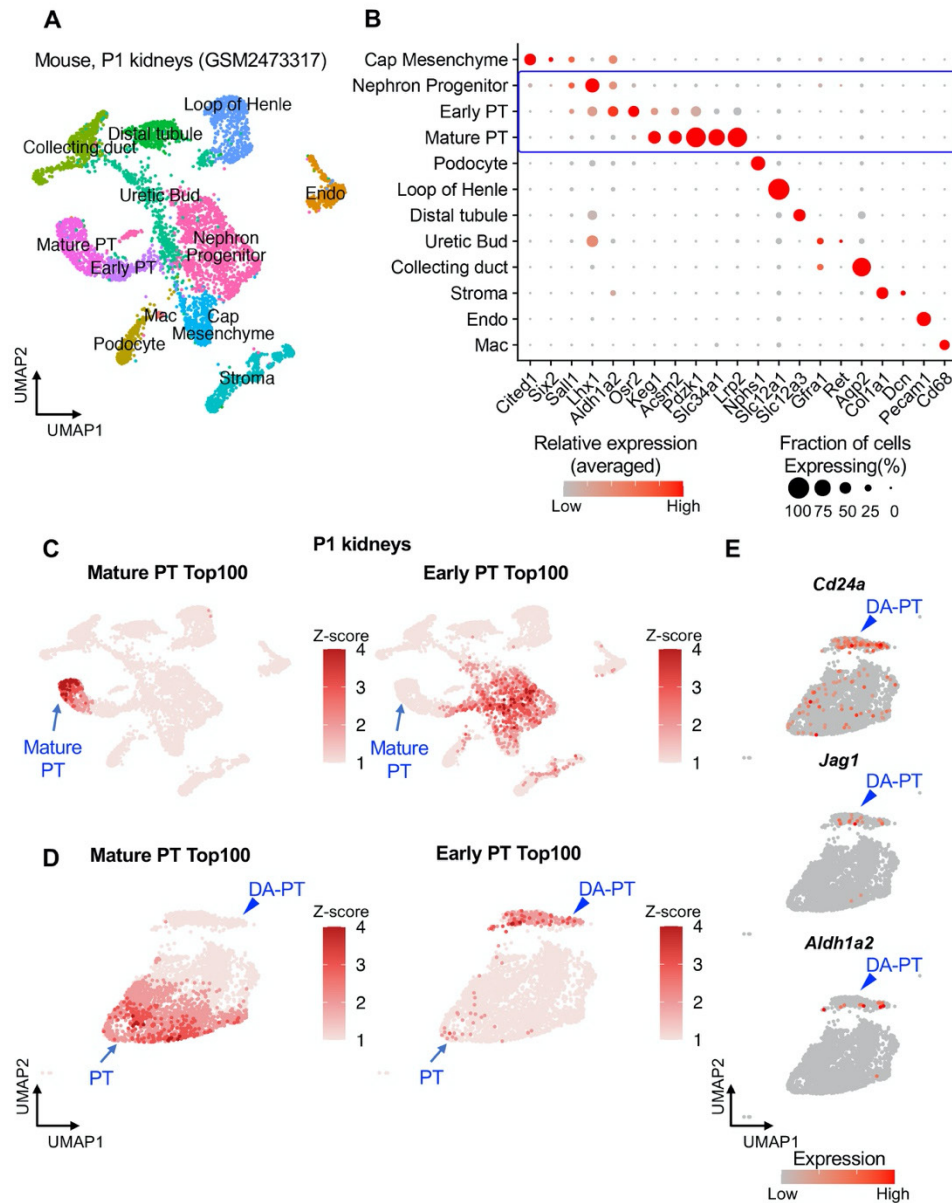 A
Mouse, P1 kidneys (GSM2473317)
Loop of Henle
Distal tubule
Collecting duct
Uretic Bud
Endo
Mature PT
Nephron
Progenitor
Early PT
Mac
Cap
Mesenchyme
Podocyte
Stroma
UMAP2
UMAP1
B
Cap Mesenchyme
Nephron Progenitor
Early PT
Mature PT
Podocyte
Loop of Henle
Distal tubule
Uretic Bud
Collecting duct
Stroma
Endo
Mac
Cited1
Six2
Sall1
Lhx1
Aldh1a2
Osr2
Keg1
Acsm2
Pdzk1
Slc34a1
Lrp2
Nphs1
Slc12a1
Slc12a3
Gfra1
Ret
Aqp2
Col1a1
Dcn
Pecam1
Cd68
Relative expression
(averaged)
Low High
Fraction of cells
Expressing(%)
100 75 50 25 0
C
P1 kidneys
Mature PT Top100
Z-score
4
3
2
1
Mature
PT
Early PT Top100
Z-score
4
3
2
1
Mature
PT
D
Mature PT Top100
DA-PT
Z-score
4
3
2
1
PT
Early PT Top100
DA-PT
Z-score
4
3
2
1
PT
UMAP2
UMAP1
E
Cd24a
DA-PT
Jag1
DA-PT
Aldh1a2
DA-PT
UMAP2
UMAP1
Expression
Low High